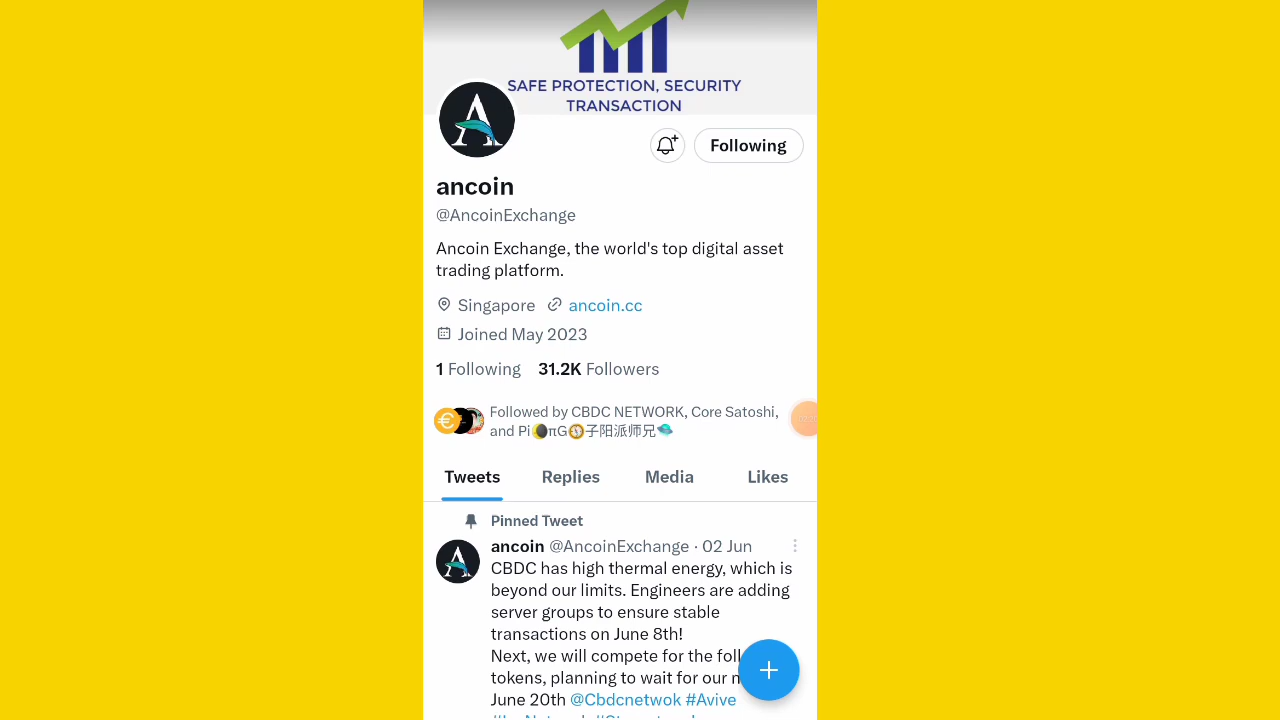 SAFE PROTECTION, SECURITY
TRANSACTION
Following
ancoin
@AncoinExchange
Ancoin Exchange, the world's top digital asset
trading platform.
Singapore ancoin.cc
Joined May 2023
1 Following 31.2K Followers
Followed by CBDC NETWORK, Core Satoshi,
and Pi🌘πG🧭子阳派师兄🪐
Tweets Replies Media Likes
Pinned Tweet
ancoin @AncoinExchange · 02 Jun
CBDC has high thermal energy, which is
beyond our limits. Engineers are adding
server groups to ensure stable
transactions on June 8th!
Next, we will compete for the foll
tokens, planning to wait for our
June 20th @Cbdcnetwok #Avive